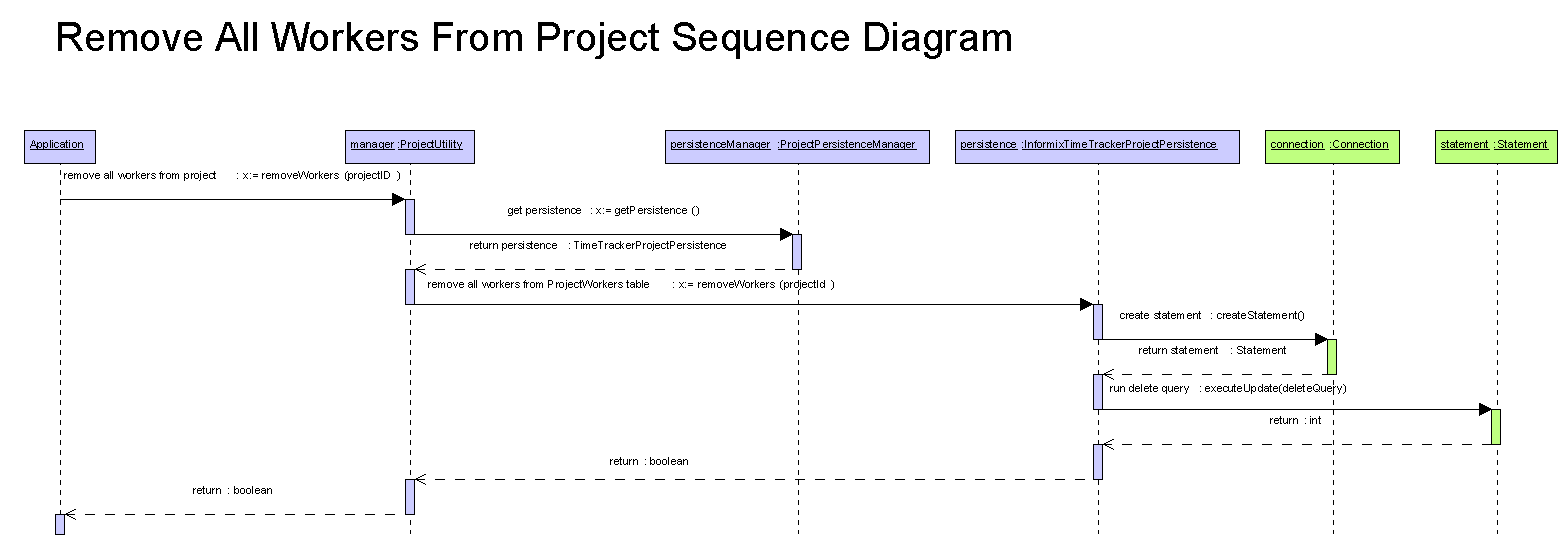 Remove All Workers From Project Sequence Diagram
Application
manager :ProjectUtility
persistenceManager :ProjectPersistenceManager
persistence :InformixTimeTrackerProjectPersistence
connection :Connection
statement :Statement
remove all workers from project : x:= removeWorkers (projectID )
get persistence : x:= getPersistence ()
return persistence : TimeTrackerProjectPersistence
remove all workers from ProjectWorkers table : x:= removeWorkers (projectId )
create statement : createStatement()
return statement : Statement
run delete query : executeUpdate(deleteQuery)
return : int
return : boolean
return : boolean